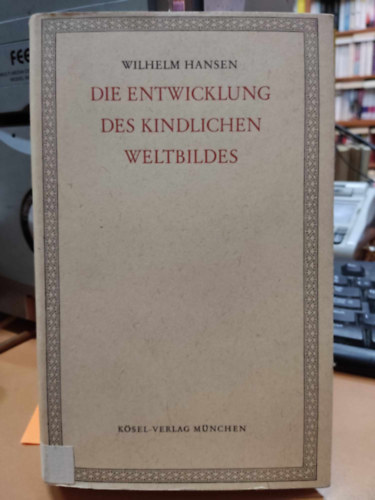 WILHELM HANSEN
DIE ENTWICKLUNG
DES KINDLICHEN
WELTBILDES
KÖSEL-VERLAG MÜNCHEN